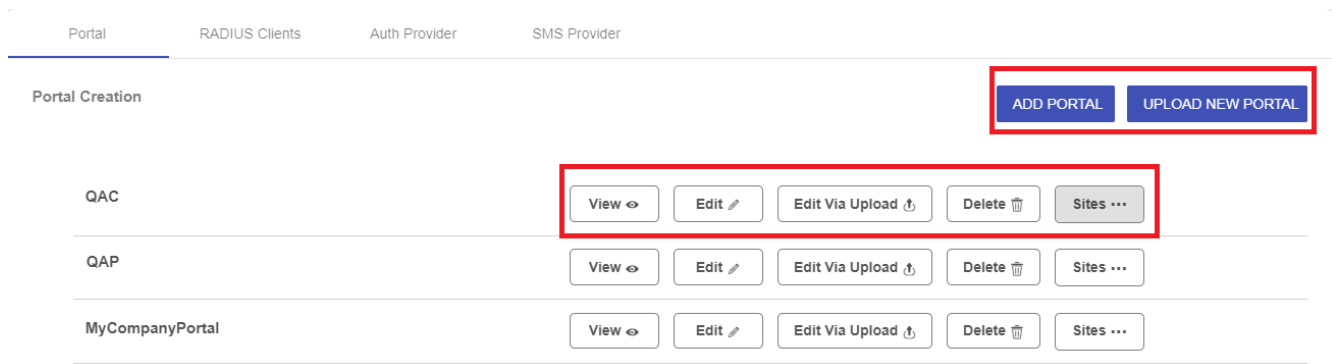 Portal RADIUS Clients Auth Provider SMS Provider
Portal Creation
ADD PORTAL UPLOAD NEW PORTAL
QAC View Edit Edit Via Upload Delete Sites ...
QAP View Edit Edit Via Upload Delete Sites ...
MyCompanyPortal View Edit Edit Via Upload Delete Sites ...